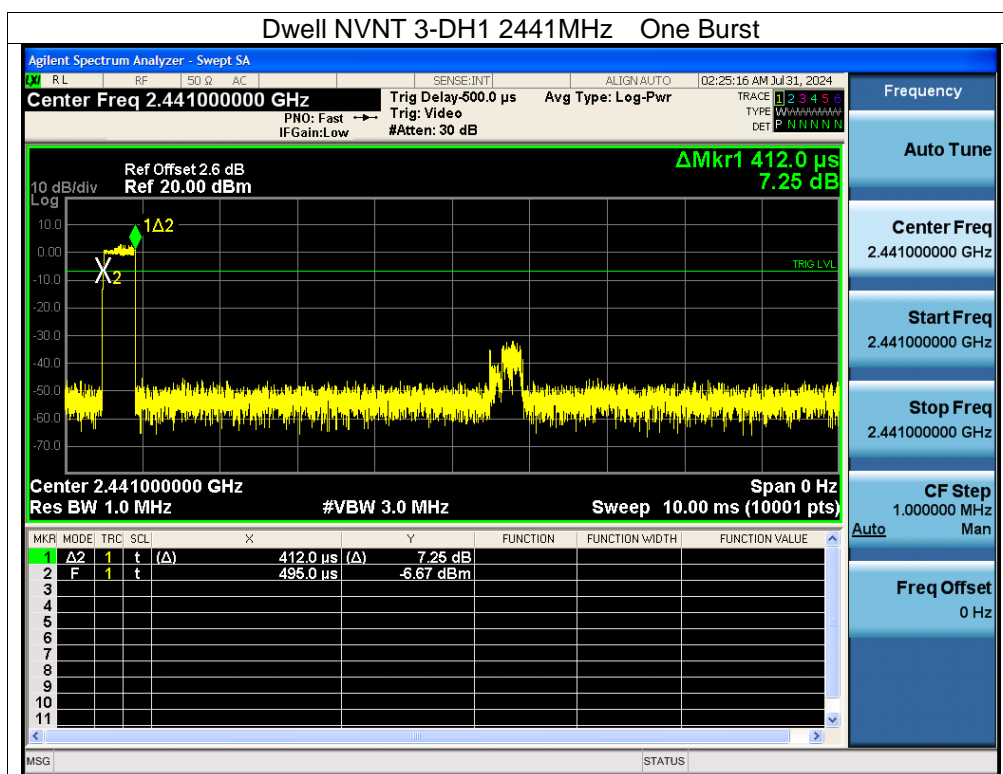 Dwell NVNT 3-DH1 2441MHz One Burst
Agilent Spectrum Analyzer - Swept SA
LXI RL RF 50 Ω AC SENSE:INT ALIGN AUTO 02:25:16 AM Jul 31, 2024
Center Freq 2.441000000 GHz Trig Delay-500.0 µs Avg Type: Log-Pwr TRACE 1 2 3 4 5 6
PNO: Fast Trig: Video TYPE WWWWWW
IFGain:Low #Atten: 30 dB DET P N N N N N
ΔMkr1 412.0 µs
7.25 dB
Ref Offset 2.6 dB
10 dB/div Ref 20.00 dBm
Log
10.0
0.00
-10.0
-20.0
-30.0
-40.0
-50.0
-60.0
-70.0
1Δ2
X2
TRIG LVL
Center 2.441000000 GHz Span 0 Hz
Res BW 1.0 MHz #VBW 3.0 MHz Sweep 10.00 ms (10001 pts)
MKR MODE TRC SCL X Y FUNCTION FUNCTION WIDTH FUNCTION VALUE
1 Δ2 1 t (Δ) 412.0 µs (Δ) 7.25 dB
2 F 1 t 495.0 µs -6.67 dBm
3
4
5
6
7
8
9
10
11
MSG STATUS
Frequency
Auto Tune
Center Freq
2.441000000 GHz
Start Freq
2.441000000 GHz
Stop Freq
2.441000000 GHz
CF Step
1.000000 MHz
Auto Man
Freq Offset
0 Hz